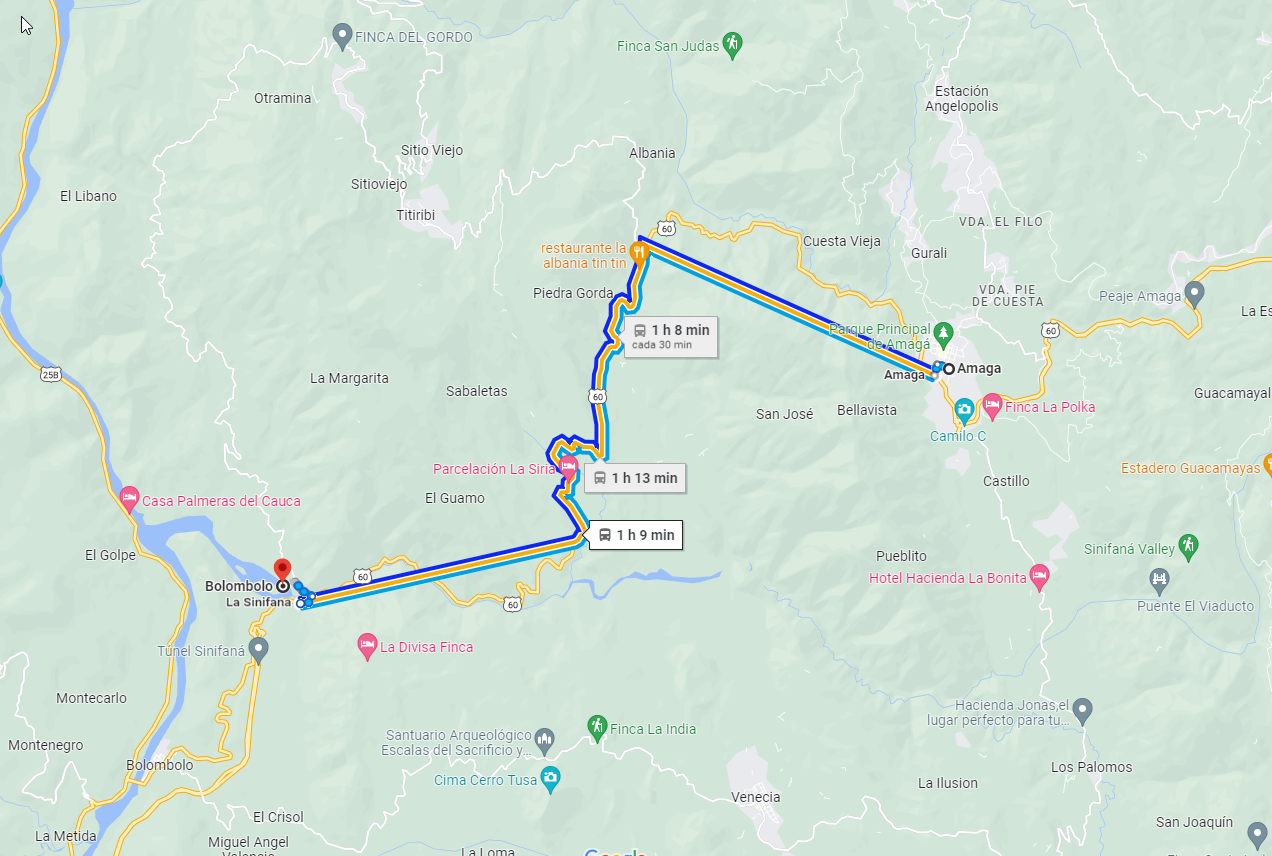 FINCA DEL GORDO
Finca San Judas
Otramina
Estación
Angelopolis
Sitio Viejo
Albania
Sitioviejo
El Libano
Titiribi
60
VDA. EL FILO
Cuesta Vieja
restaurante la
albania tin tin
Gurali
Piedra Gorda
VDA. PIE
DE CUESTA
Peaje Amaga
La Es
1 h 8 min
cada 30 min
Parque Principal
de Amagá
60
25B
La Margarita
Amaga
Amaga
Sabaletas
60
Guacamayal
San José
Bellavista
Finca La Polka
Camilo C
Parcelación La Siria
1 h 13 min
Estadero Guacamayas
Castillo
Casa Palmeras del Cauca
El Guamo
1 h 9 min
El Golpe
Pueblito
Sinifaná Valley
60
Hotel Hacienda La Bonita
Bolombolo
La Sinifana
60
Puente El Viaducto
Túnel Sinifaná
La Divisa Finca
Montecarlo
Hacienda Jonas,el
lugar perfecto para tu...
Finca La India
Santuario Arqueológico
Escalas del Sacrificio y...
Montenegro
Bolombolo
Los Palomos
Cima Cerro Tusa
La Ilusion
Venecia
El Crisol
San Joaquín
La Metida
Miguel Angel
Valencia
La Loma
Google